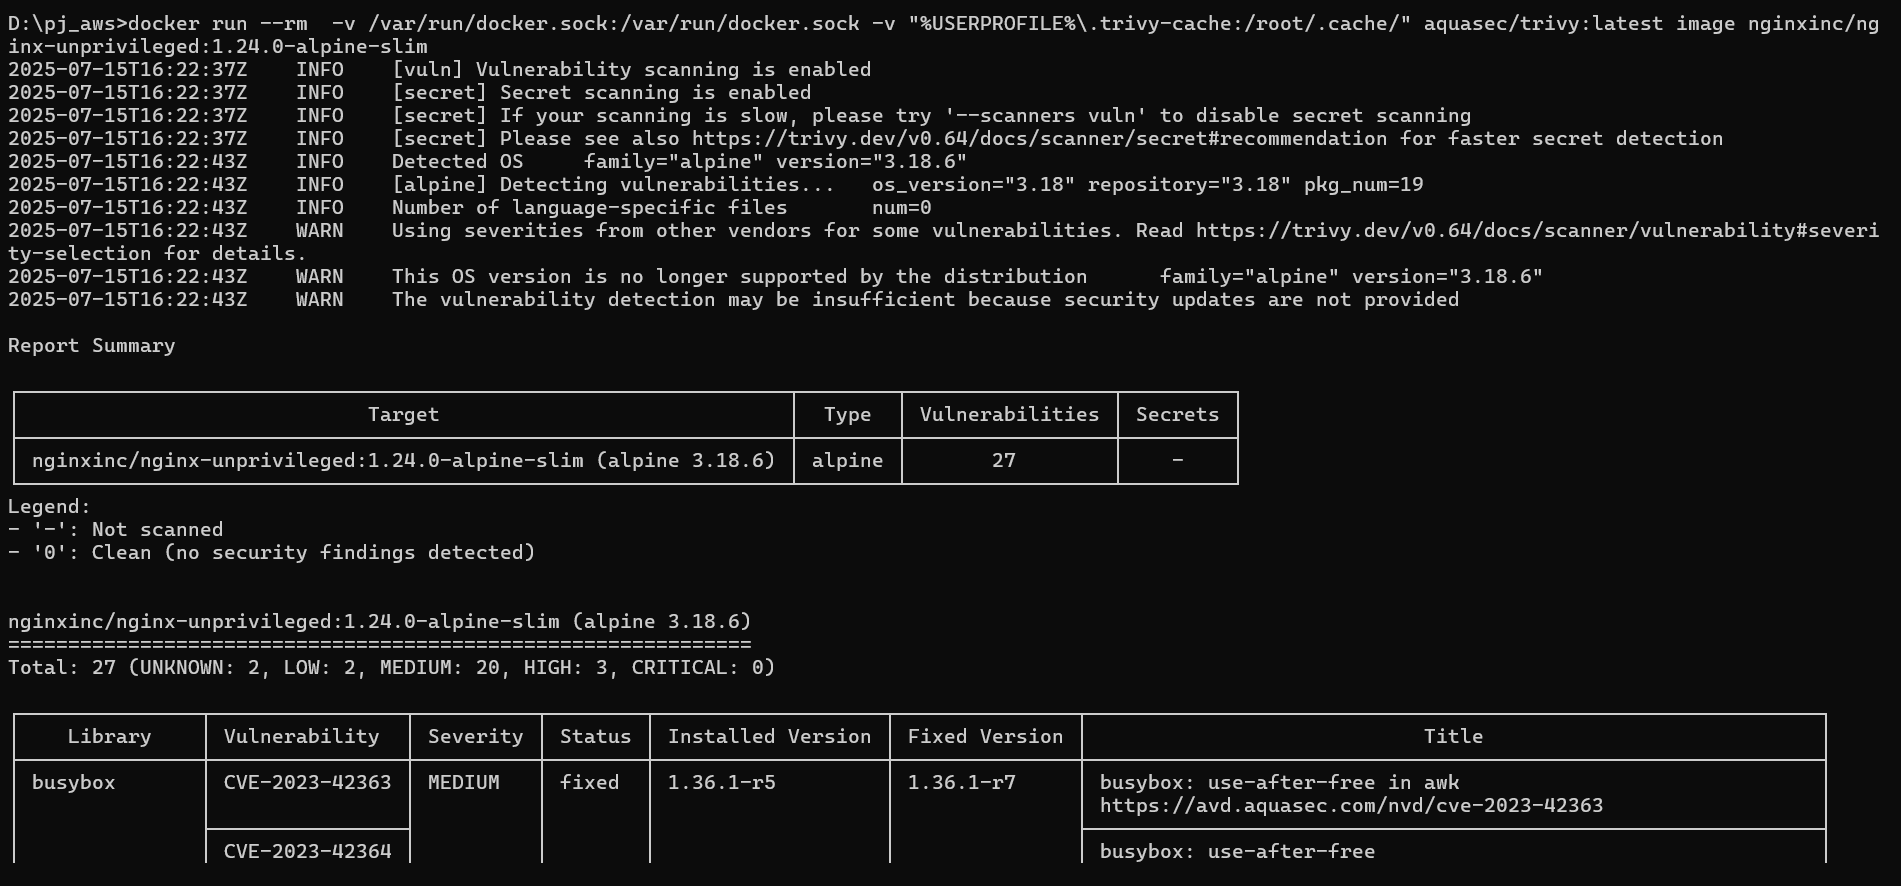 D:\pj_aws>docker run --rm  -v /var/run/docker.sock:/var/run/docker.sock -v "%USERPROFILE%\.trivy-cache:/root/.cache/" aquasec/trivy:latest image nginxinc/ng
inx-unprivileged:1.24.0-alpine-slim
2025-07-15T16:22:37Z    INFO    [vuln] Vulnerability scanning is enabled
2025-07-15T16:22:37Z    INFO    [secret] Secret scanning is enabled
2025-07-15T16:22:37Z    INFO    [secret] If your scanning is slow, please try '--scanners vuln' to disable secret scanning
2025-07-15T16:22:37Z    INFO    [secret] Please see also https://trivy.dev/v0.64/docs/scanner/secret#recommendation for faster secret detection
2025-07-15T16:22:43Z    INFO    Detected OS     family="alpine" version="3.18.6"
2025-07-15T16:22:43Z    INFO    [alpine] Detecting vulnerabilities...   os_version="3.18" repository="3.18" pkg_num=19
2025-07-15T16:22:43Z    INFO    Number of language-specific files       num=0
2025-07-15T16:22:43Z    WARN    Using severities from other vendors for some vulnerabilities. Read https://trivy.dev/v0.64/docs/scanner/vulnerability#severi
ty-selection for details.
2025-07-15T16:22:43Z    WARN    This OS version is no longer supported by the distribution      family="alpine" version="3.18.6"
2025-07-15T16:22:43Z    WARN    The vulnerability detection may be insufficient because security updates are not provided
Report Summary
Target Type Vulnerabilities Secrets
nginxinc/nginx-unprivileged:1.24.0-alpine-slim (alpine 3.18.6) alpine 27 -
Legend:
- '-': Not scanned
- '0': Clean (no security findings detected)
nginxinc/nginx-unprivileged:1.24.0-alpine-slim (alpine 3.18.6)
==============================================================
Total: 27 (UNKNOWN: 2, LOW: 2, MEDIUM: 20, HIGH: 3, CRITICAL: 0)
Library Vulnerability Severity Status Installed Version Fixed Version Title
busybox CVE-2023-42363 MEDIUM fixed 1.36.1-r5 1.36.1-r7 busybox: use-after-free in awk
https://avd.aquasec.com/nvd/cve-2023-42363
CVE-2023-42364 busybox: use-after-free